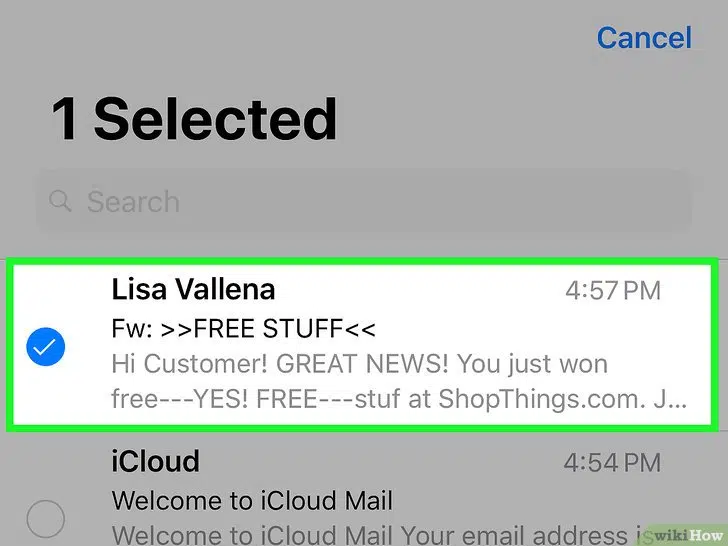 Cancel
1 Selected
Search
Lisa Vallena
4:57 PM
Fw: >>FREE STUFF<<
Hi Customer! GREAT NEWS! You just won
free---YES! FREE---stuf at ShopThings.com. J...
iCloud
4:54 PM
Welcome to iCloud Mail
Welcome to iCloud Mail Your email address is
wikiHow